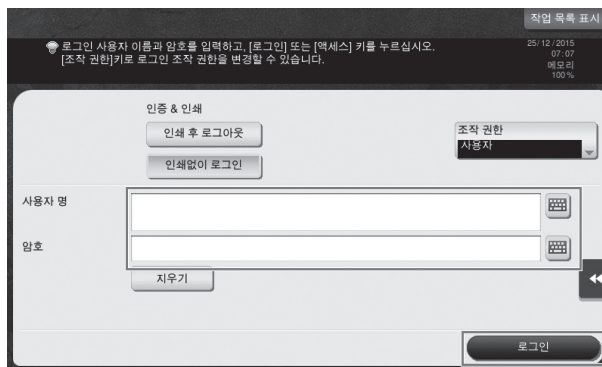 작업 목록 표시
로그인 사용자 이름과 암호를 입력하고, [로그인] 또는 [액세스] 키를 누르십시오.
[조작 권한]키로 로그인 조작 권한을 변경할 수 있습니다.
25/12/2015
07:07
메모리
100 %
인증 & 인쇄
인쇄 후 로그아웃
조작 권한
사용자
인쇄없이 로그인
사용자 명
암호
지우기
로그인